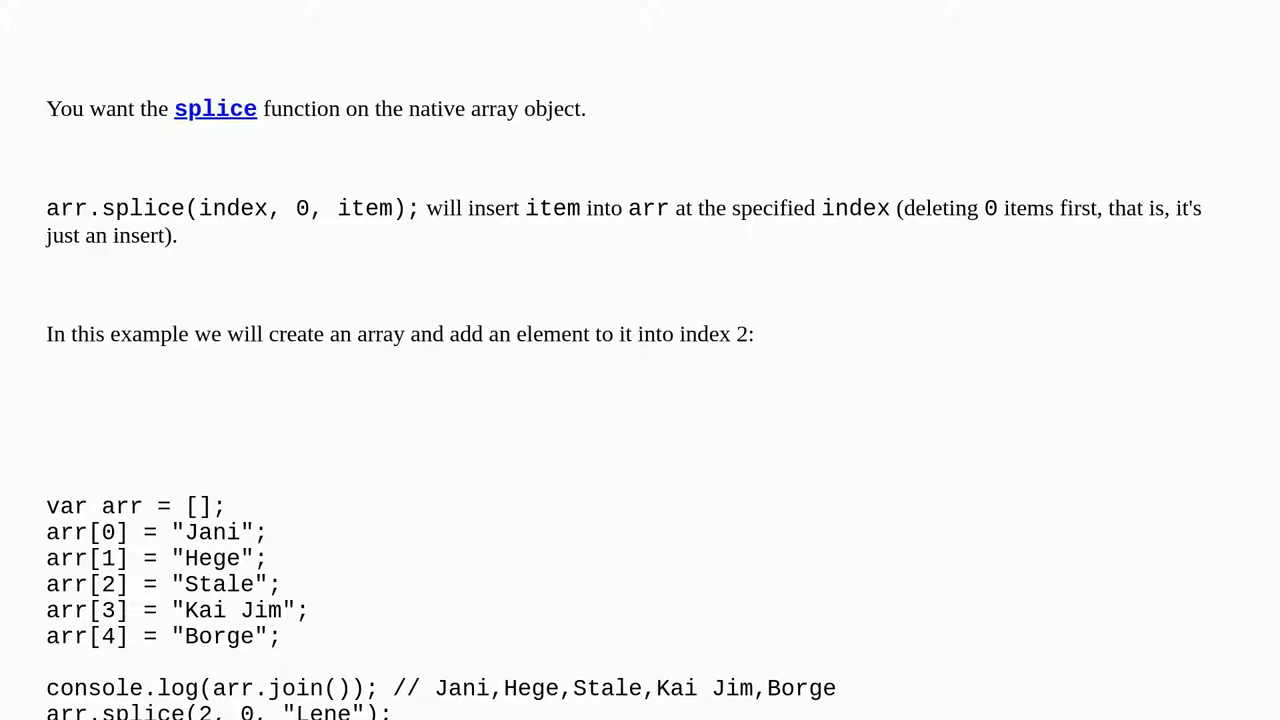 You want the splice function on the native array object.
arr.splice(index, 0, item); will insert item into arr at the specified index (deleting 0 items first, that is, it's
just an insert).
In this example we will create an array and add an element to it into index 2:
var arr = [];
arr[0] = "Jani";
arr[1] = "Hege";
arr[2] = "Stale";
arr[3] = "Kai Jim";
arr[4] = "Borge";
console.log(arr.join()); // Jani,Hege,Stale,Kai Jim,Borge
arr.splice(2, 0, "Lene");